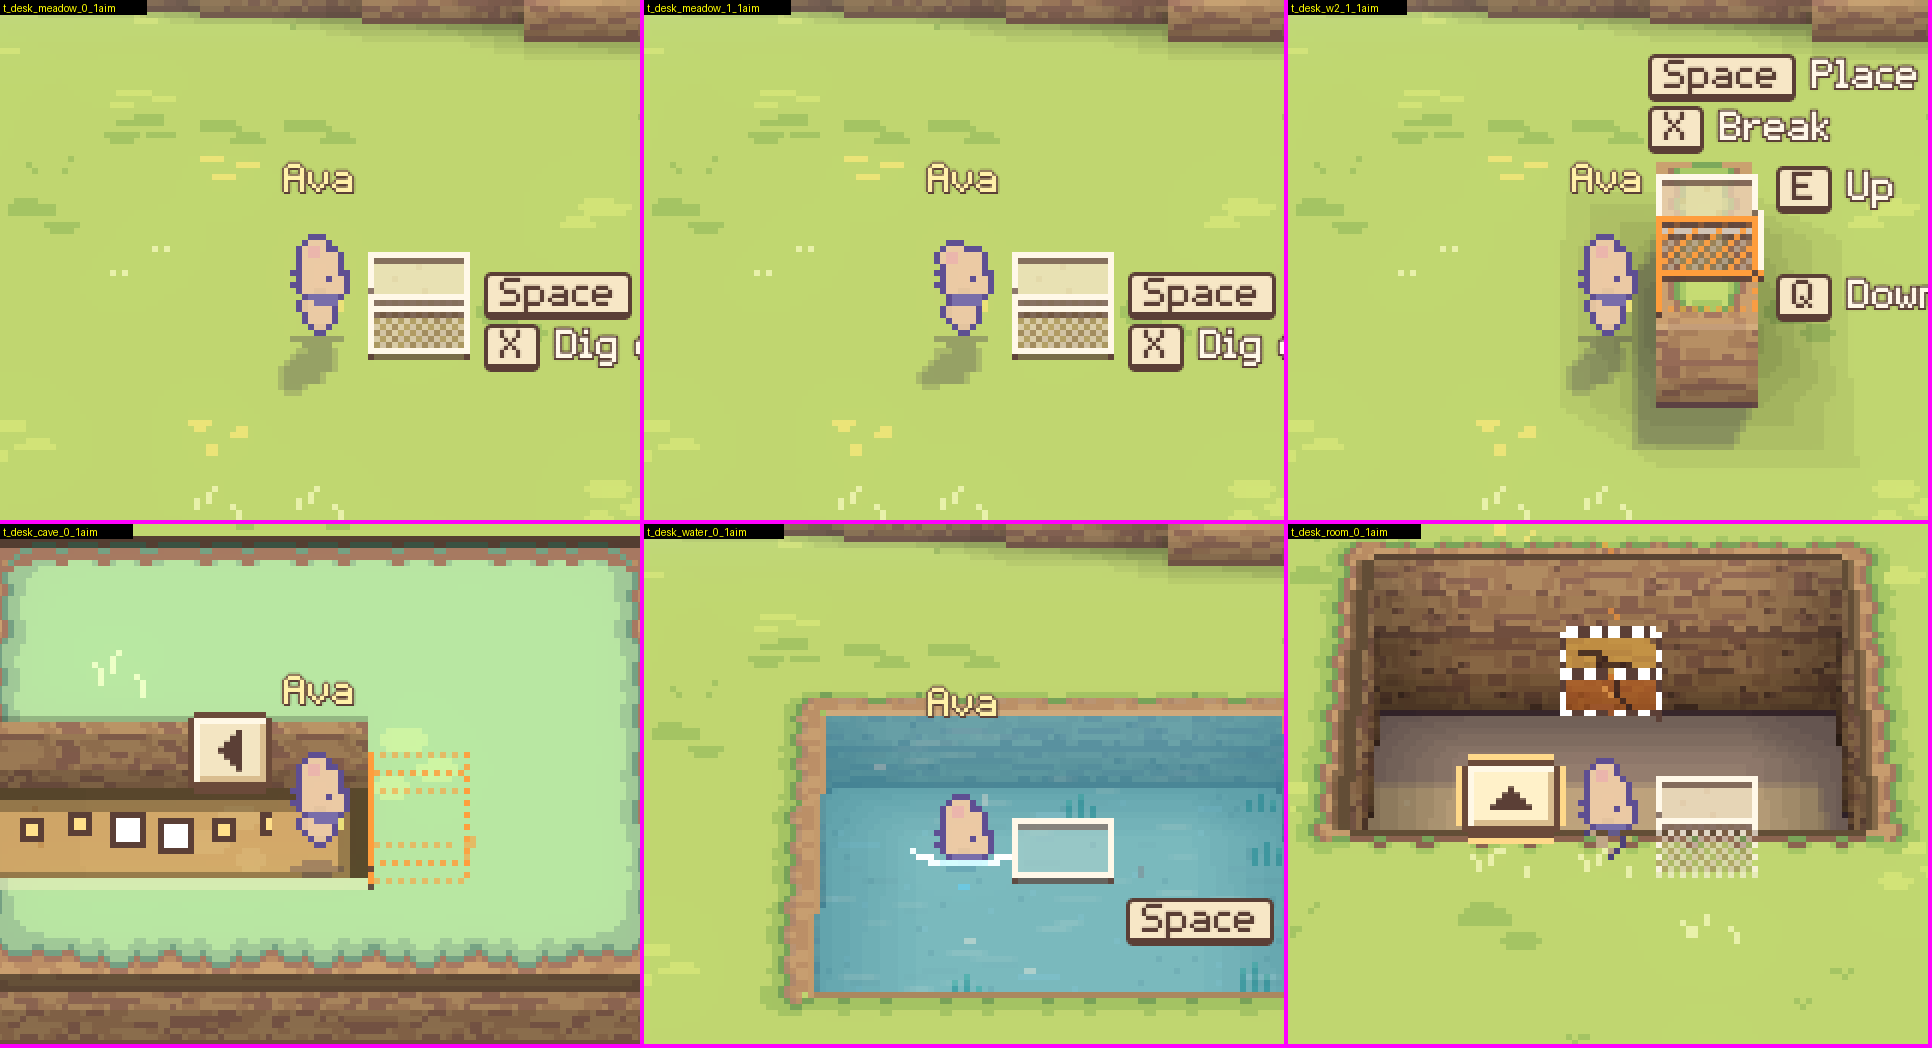 t_desk_meadow_0_1aim
Ava
Space
X Dig
t_desk_meadow_1_1aim
Ava
Space
X Dig
t_desk_w2_1_1aim
Space Place
X Break
Ava
E Up
Q Down
t_desk_cave_0_1aim
Ava
t_desk_water_0_1aim
Ava
Space
t_desk_room_0_1aim